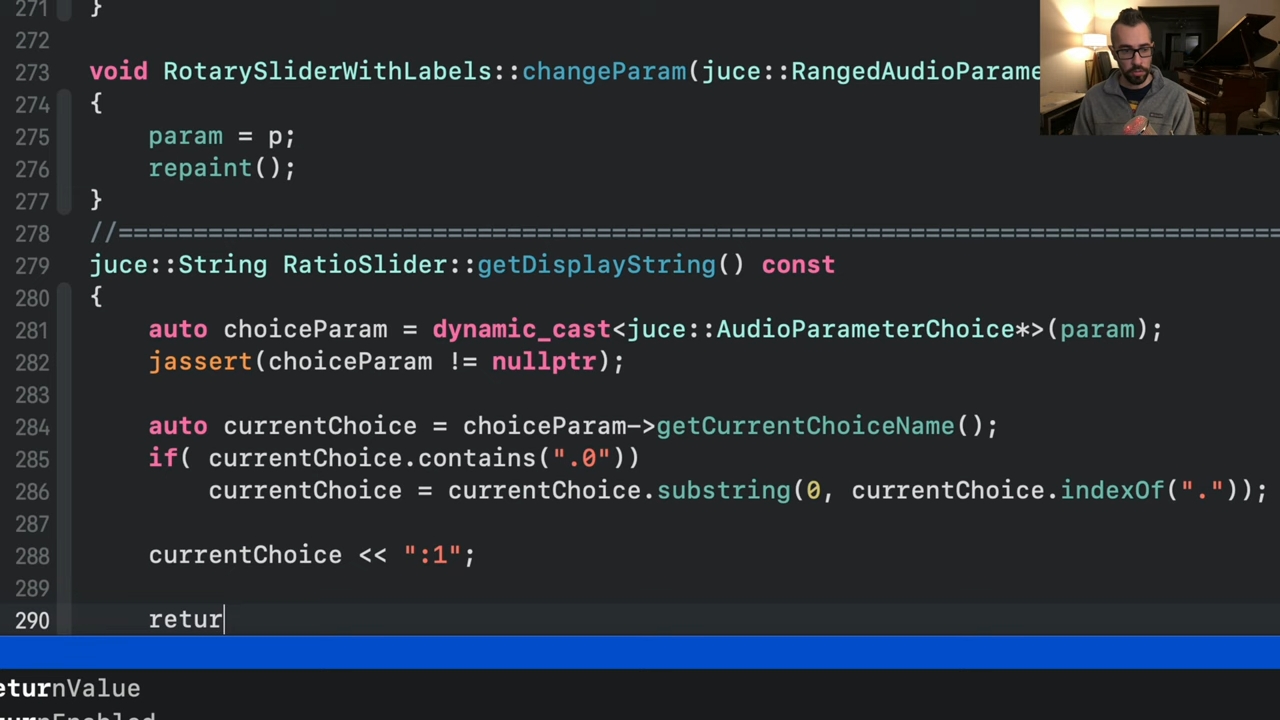 271 }
272
273 void RotarySliderWithLabels::changeParam(juce::RangedAudioParame
274 {
275 param = p;
276 repaint();
277 }
278 //==============================================================================
279 juce::String RatioSlider::getDisplayString() const
280 {
281 auto choiceParam = dynamic_cast<juce::AudioParameterChoice*>(param);
282 jassert(choiceParam != nullptr);
283
284 auto currentChoice = choiceParam->getCurrentChoiceName();
285 if( currentChoice.contains(".0"))
286 currentChoice = currentChoice.substring(0, currentChoice.indexOf("."));
287
288 currentChoice << ":1";
289
290 retur
eturnValue
urnEnabled